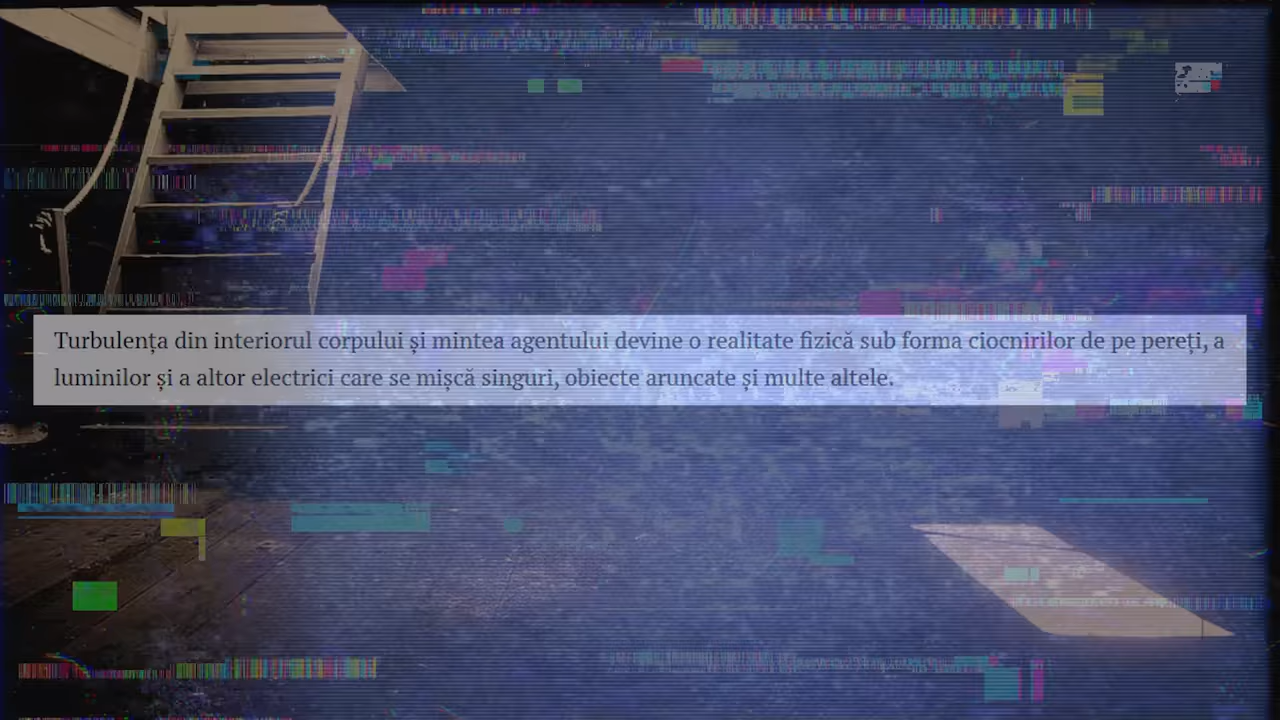 Turbulența din interiorul corpului și mintea agentului devine o realitate fizică sub forma ciocnirilor de pe pereți, a
luminilor și a altor electrici care se mișcă singuri, obiecte aruncate și multe altele.